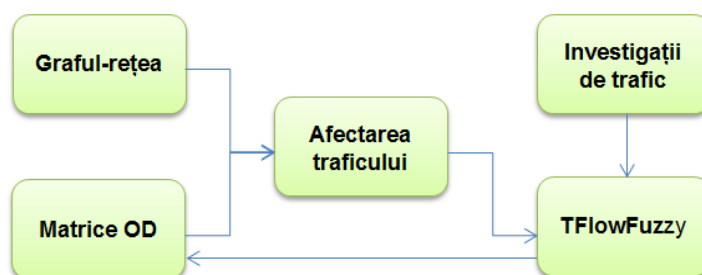 Graful-rețea
Investigații
de trafic
Afectarea
traficului
Matrice OD
TFlowFuzzy